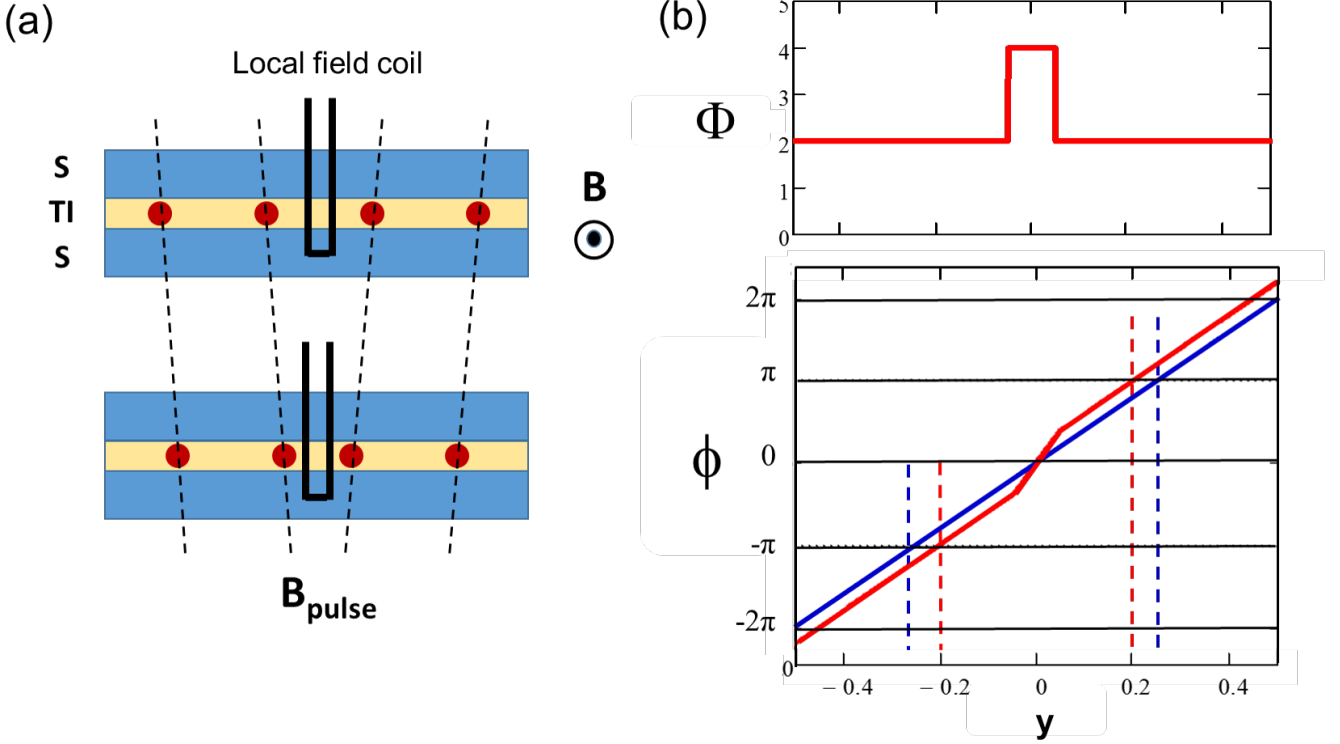 (a)
Local field coil
S
TI
S
B
B_pulse
(b)
5
4
3
2
1
0
Φ
2π
π
0
-π
-2π
0
ϕ
− 0.4
− 0.2
0
0.2
0.4
y